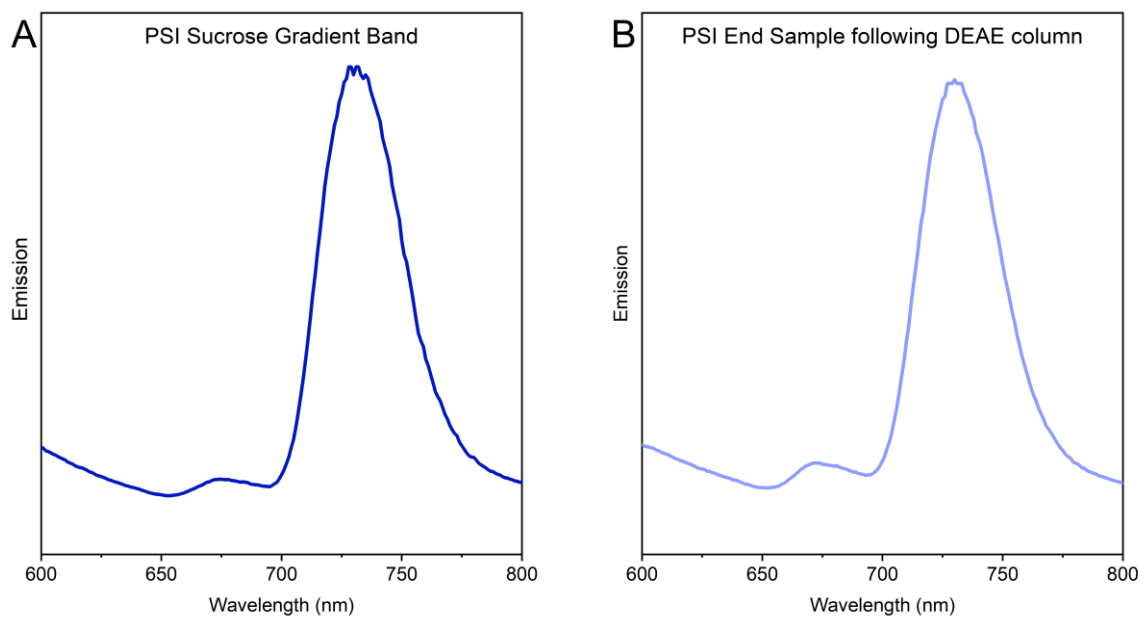 A
PSI Sucrose Gradient Band
Emission
600 650 700 750 800
Wavelength (nm)
B
PSI End Sample following DEAE column
Emission
600 650 700 750 800
Wavelength (nm)